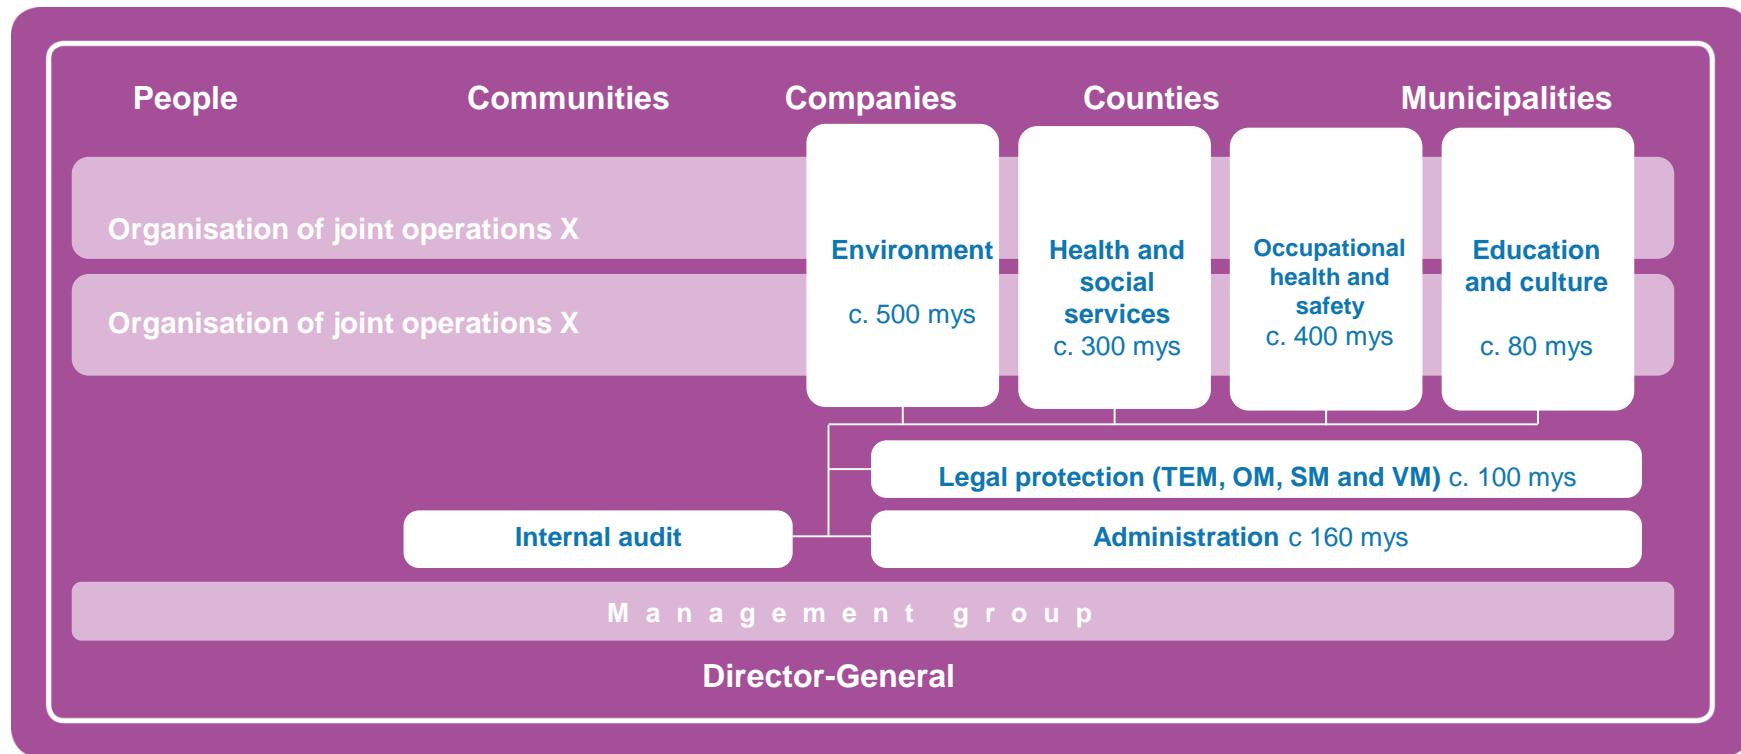 People
Communities
Companies
Counties
Municipalities
Organisation of joint operations X
Organisation of joint operations X
Environment
c. 500 mys
Health and
social
services
c. 300 mys
Occupational
health and
safety
c. 400 mys
Education
and culture
c. 80 mys
Legal protection (TEM, OM, SM and VM) c. 100 mys
Internal audit
Administration c 160 mys
Management group
Director-General